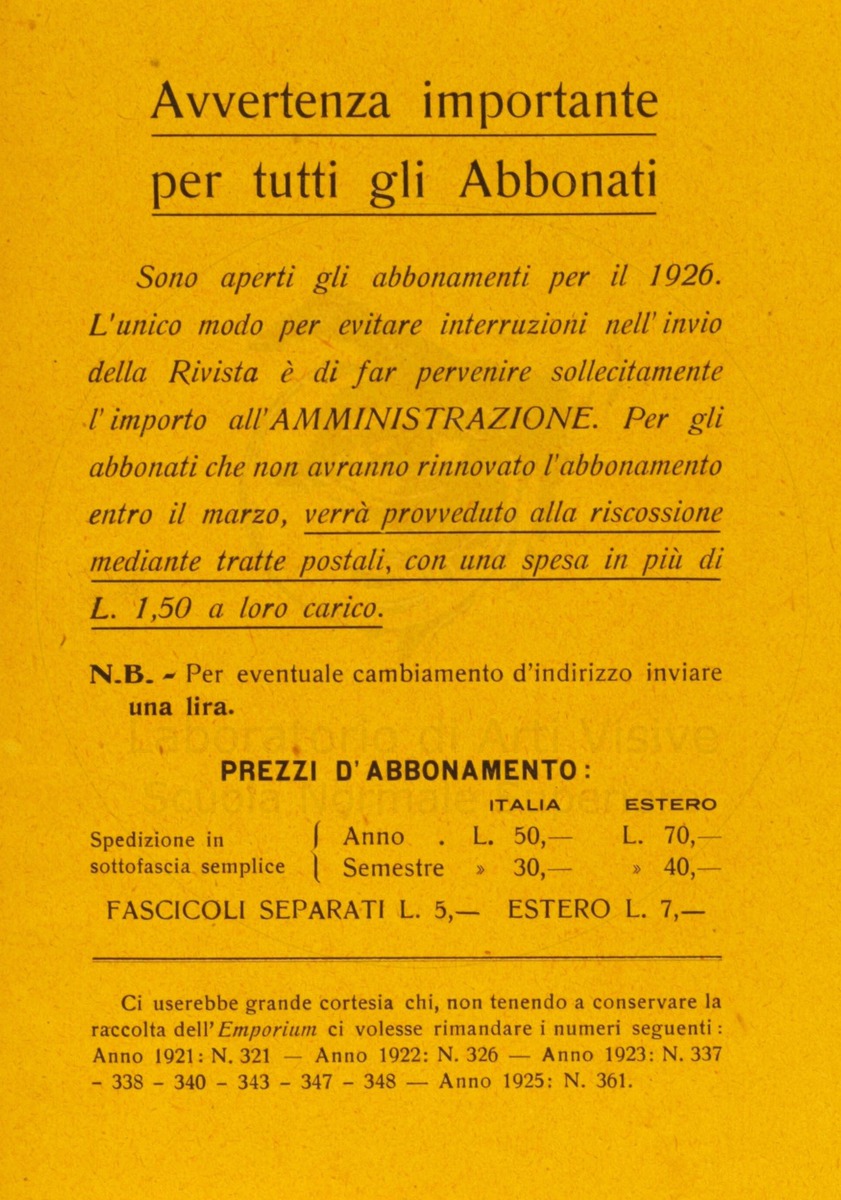 Avvertenza importante
per tutti gli Abbonati
Sono aperti gli abbonamenti per il 1926.
L'unico modo per evitare interruzioni nell'invio
della Rivista è di far pervenire sollecitamente
l'importo all'AMMINISTRAZIONE. Per gli
abbonati che non avranno rinnovato l'abbonamento
entro il marzo, verrà provveduto alla riscossione
mediante tratte postali, con una spesa in più di
L. 1,50 a loro carico.
N.B. - Per eventuale cambiamento d'indirizzo inviare
una lira.
Laboratorio di Arti Visive
PREZZI D'ABBONAMENTO:
Scuola Normale Superiore
ITALIA ESTERO
Spedizione in { Anno . L. 50,— L. 70,—
sottofascia semplice } Semestre » 30,— » 40,—
FASCICOLI SEPARATI L. 5,— ESTERO L. 7,—
Ci userebbe grande cortesia chi, non tenendo a conservare la
raccolta dell'Emporium ci volesse rimandare i numeri seguenti:
Anno 1921: N. 321 — Anno 1922: N. 326 — Anno 1923: N. 337
- 338 - 340 - 343 - 347 - 348 — Anno 1925: N. 361.